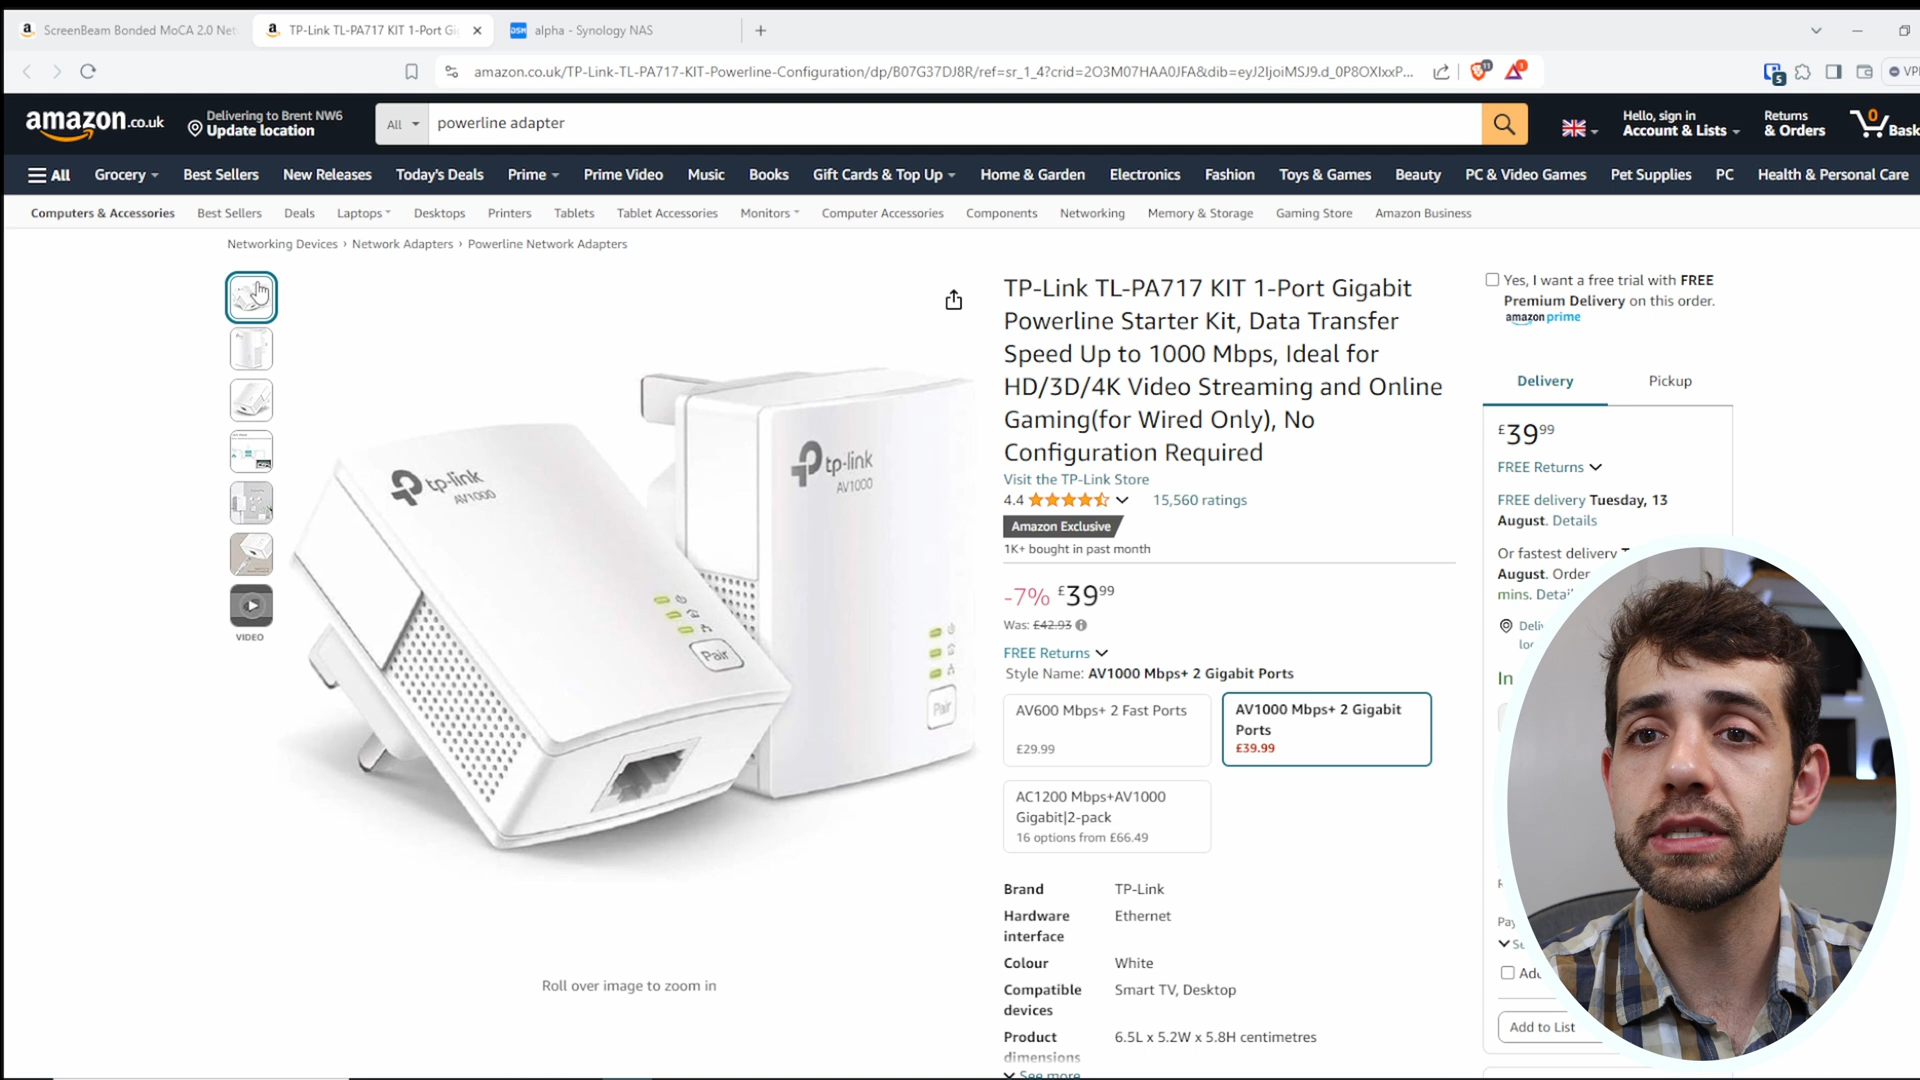 ScreenBeam Bonded MoCA 2.0 Net
TP-Link TL-PA717 KIT 1-Port Gi
alpha - Synology NAS
amazon.co.uk/TP-Link-TL-PA717-KIT-Powerline-Configuration/dp/B07G37DJ8R/ref=sr_1_4?crid=2O3M07HAA0JFA&dib=eyJ2IjoiMSJ9.d_0P8OXIxxP...
amazon.co.uk
Delivering to Brent NW6
Update location
All
powerline adapter
Hello, sign in
Account & Lists
Returns
& Orders
0
Bask
All Grocery Best Sellers New Releases Today's Deals Prime Prime Video Music Books Gift Cards & Top Up Home & Garden Electronics Fashion Toys & Games Beauty PC & Video Games Pet Supplies PC Health & Personal Care
Computers & Accessories Best Sellers Deals Laptops Desktops Printers Tablets Tablet Accessories Monitors Computer Accessories Components Networking Memory & Storage Gaming Store Amazon Business
Networking Devices › Network Adapters › Powerline Network Adapters
VIDEO
tp-link
AV1000
Pair
tp-link
AV1000
Pair
Roll over image to zoom in
TP-Link TL-PA717 KIT 1-Port Gigabit
Powerline Starter Kit, Data Transfer
Speed Up to 1000 Mbps, Ideal for
HD/3D/4K Video Streaming and Online
Gaming(for Wired Only), No
Configuration Required
Visit the TP-Link Store
4.4 15,560 ratings
Amazon Exclusive
1K+ bought in past month
-7% £39.99
Was: £42.93
FREE Returns
Style Name: AV1000 Mbps+ 2 Gigabit Ports
AV600 Mbps+ 2 Fast Ports
£29.99
AV1000 Mbps+ 2 Gigabit
Ports
£39.99
AC1200 Mbps+AV1000
Gigabit|2-pack
16 options from £66.49
Brand TP-Link
Hardware interface Ethernet
Colour White
Compatible devices Smart TV, Desktop
Product dimensions 6.5L x 5.2W x 5.8H centimetres
See more
Yes, I want a free trial with FREE
Premium Delivery on this order.
amazon prime
Delivery Pickup
£39.99
FREE Returns
FREE delivery Tuesday, 13
August. Details
Or fastest delivery
August. Order
mins.
In
Add to List